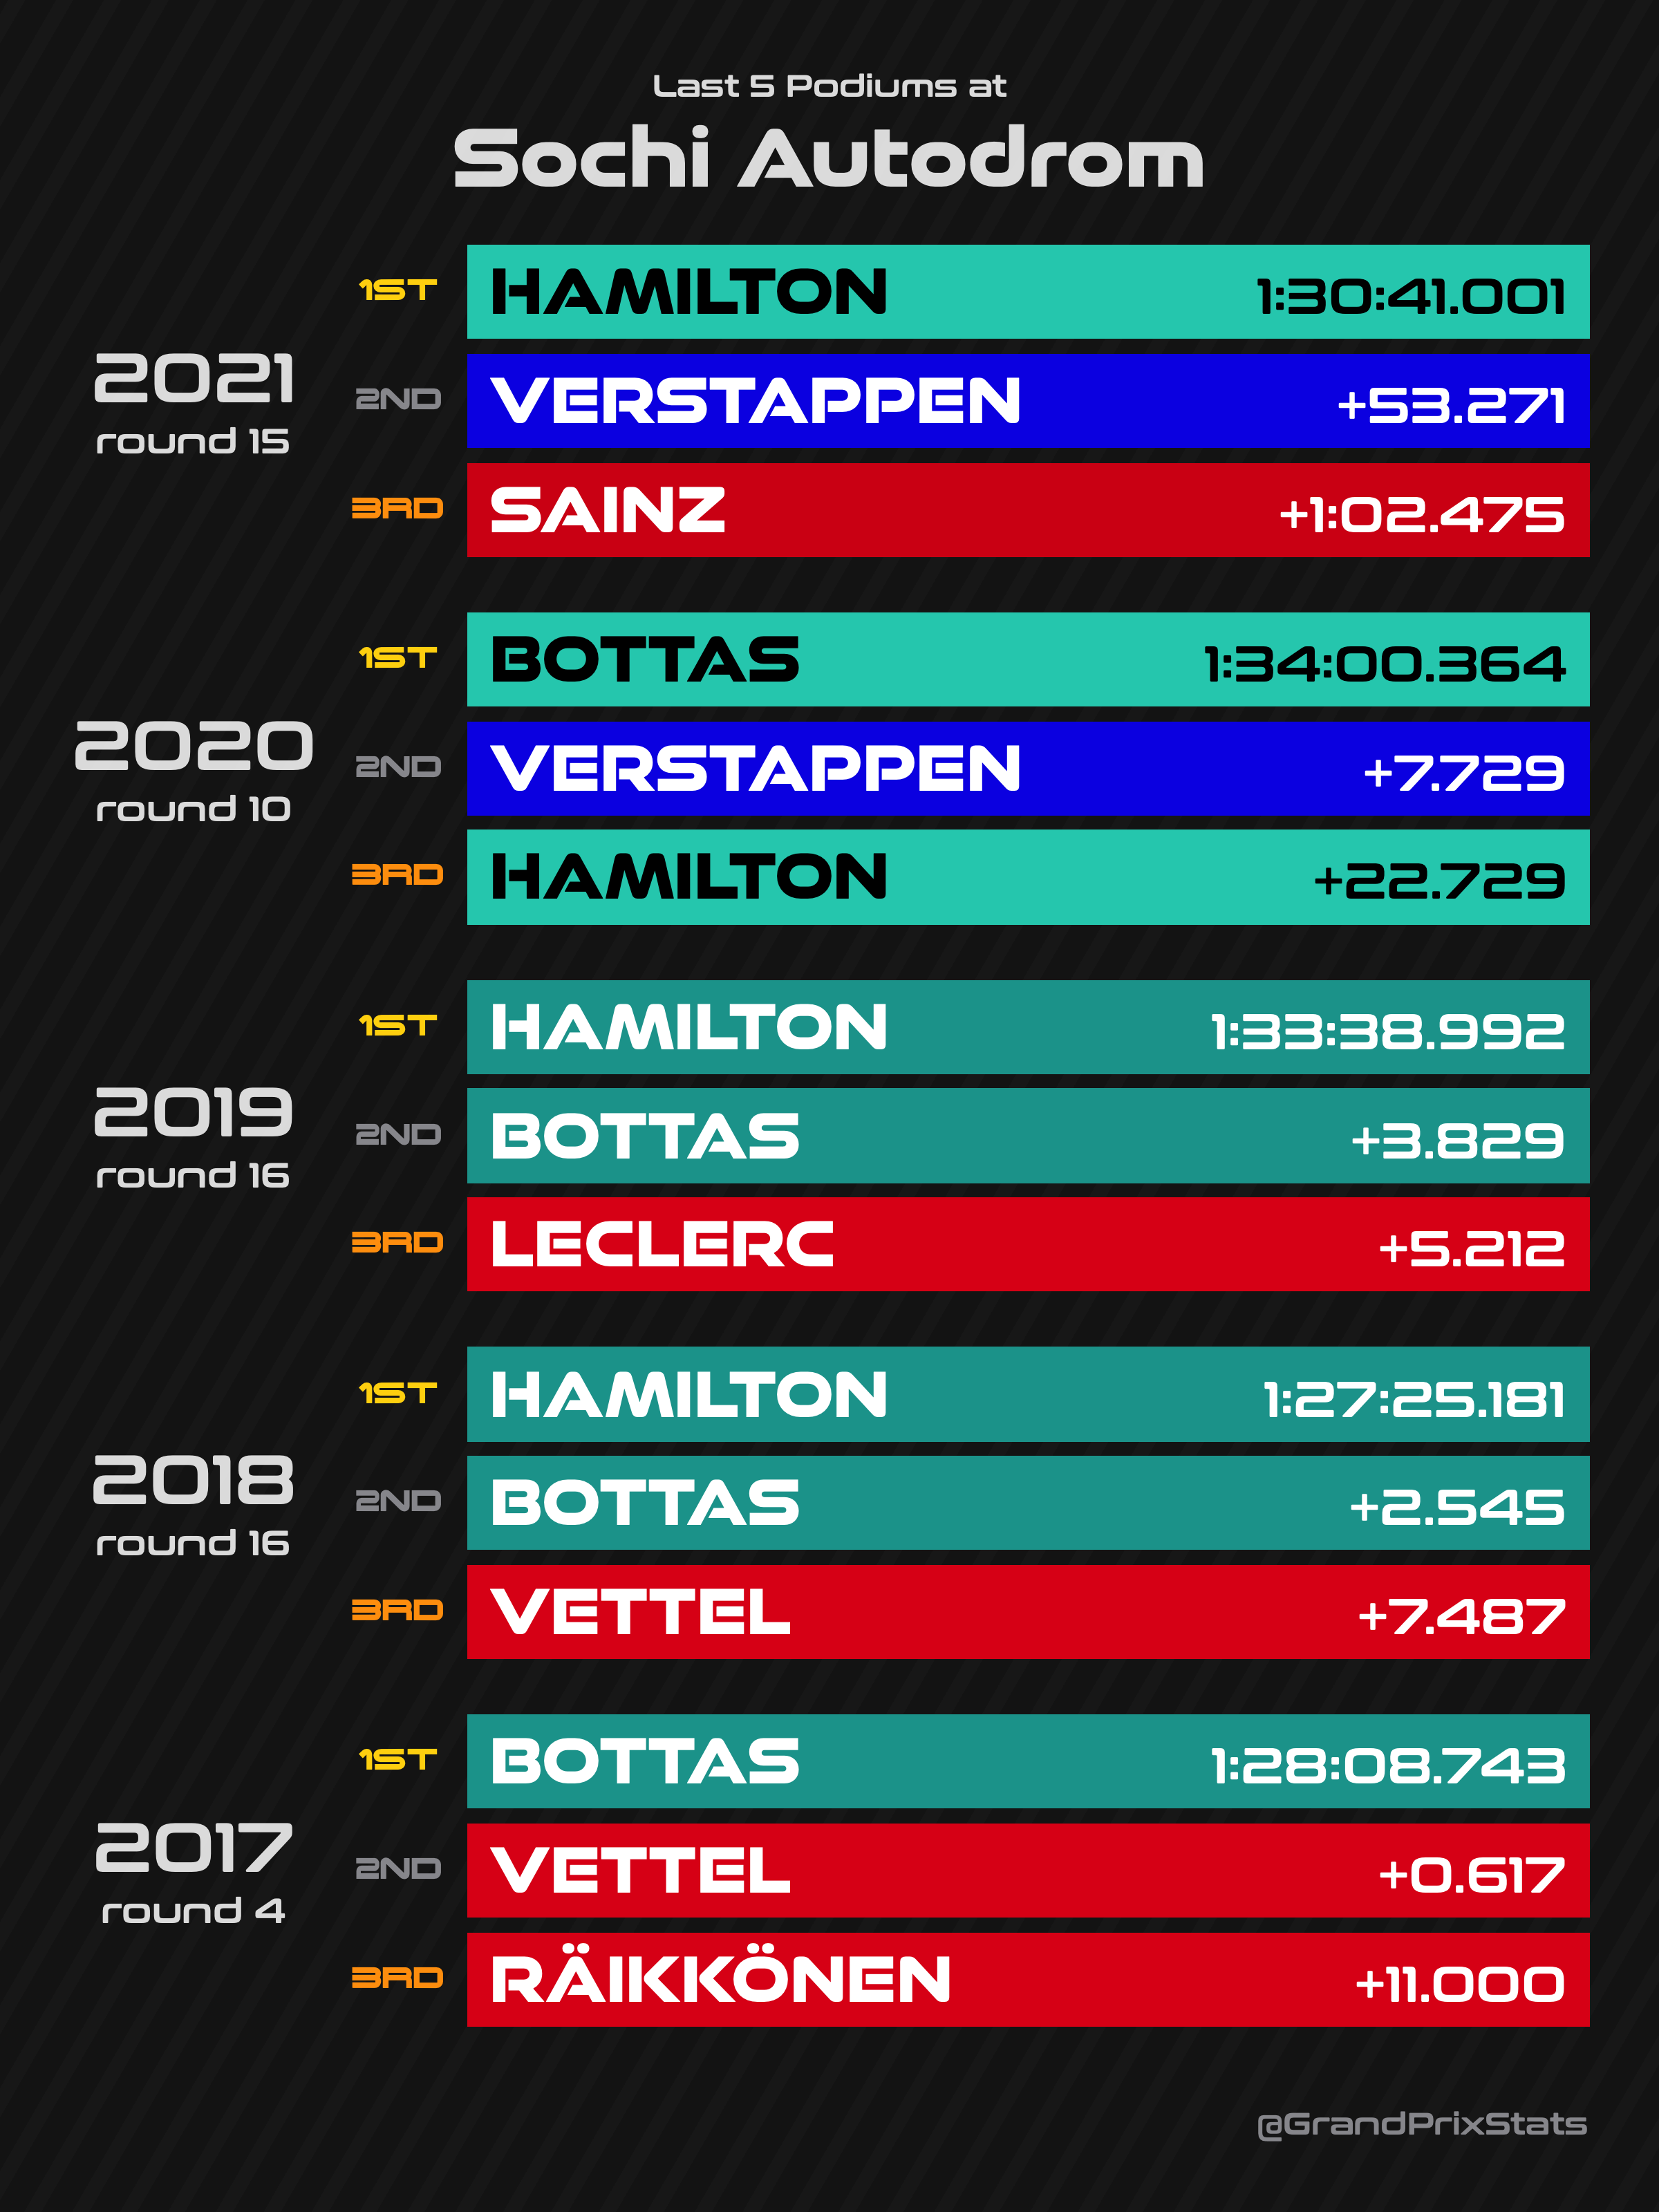 Last 5 Podiums at
Sochi Autodrom
2021
round 15
1ST HAMILTON 1:30:41.001
2ND VERSTAPPEN +53.271
3RD SAINZ +1:02.475
2020
round 10
1ST BOTTAS 1:34:00.364
2ND VERSTAPPEN +7.729
3RD HAMILTON +22.729
2019
round 16
1ST HAMILTON 1:33:38.992
2ND BOTTAS +3.829
3RD LECLERC +5.212
2018
round 16
1ST HAMILTON 1:27:25.181
2ND BOTTAS +2.545
3RD VETTEL +7.487
2017
round 4
1ST BOTTAS 1:28:08.743
2ND VETTEL +0.617
3RD RÄIKKÖNEN +11.000
@GrandPrixStats